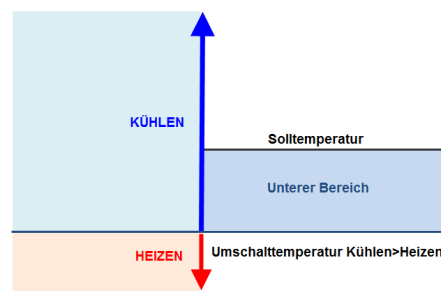 KÜHLEN
Solltemperatur
Unterer Bereich
HEIZEN
Umschalttemperatur Kühlen>Heizen